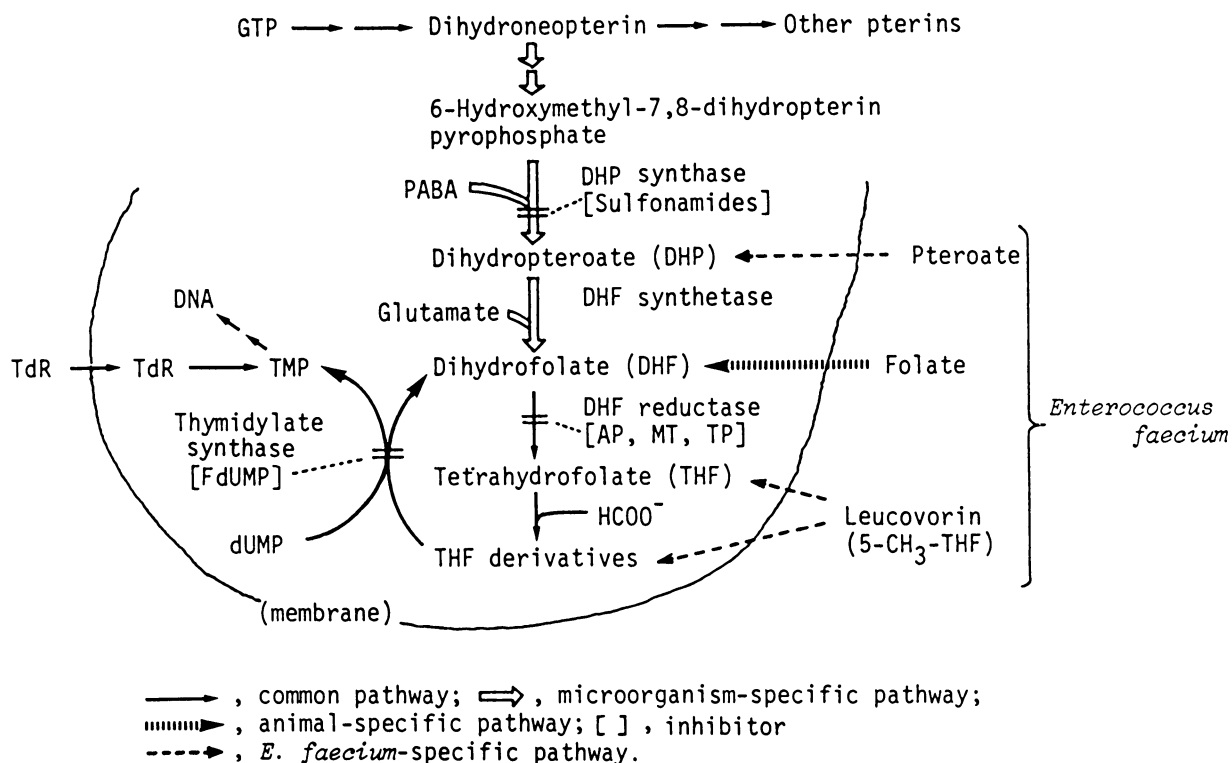 GTP → → Dihydroneopterin → → Other pterins
6-Hydroxymethyl-7,8-dihydropterin
pyrophosphate
PABA
DHP synthase
[Sulfonamides]
Dihydropteroate (DHP)
Pteroate
Glutamate
DHF synthetase
DNA
TdR
TdR
TMP
Dihydrofolate (DHF)
Folate
Thymidylate
synthase
[FdUMP]
DHF reductase
[AP, MT, TP]
Enterococcus
faecium
Tetrahydrofolate (THF)
HCOO⁻
Leucovorin
(5-CH₃-THF)
dUMP
THF derivatives
(membrane)
, common pathway; , microorganism-specific pathway;
, animal-specific pathway; [ ] , inhibitor
, E. faecium-specific pathway.